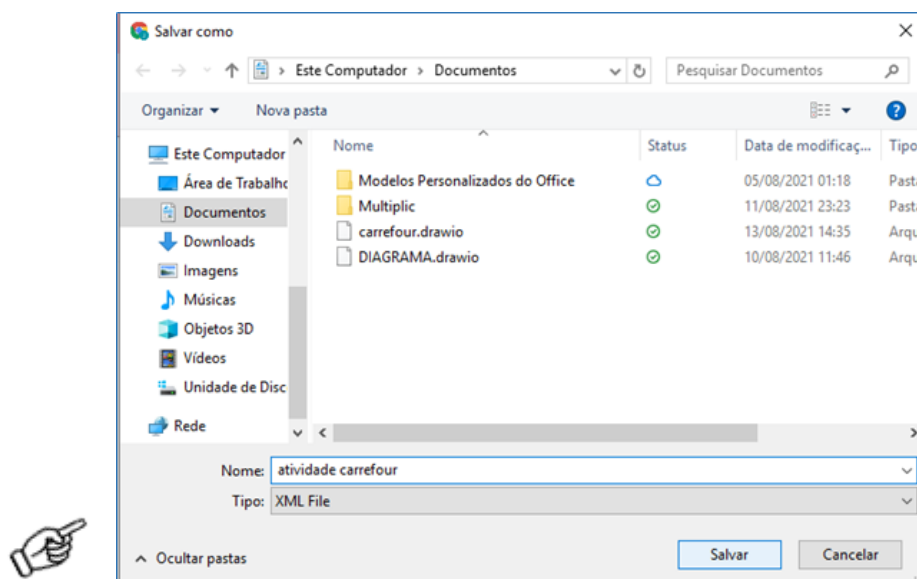 Salvar como
Este Computador > Documentos
Pesquisar Documentos
Organizar
Nova pasta
?
Este Computador
Área de Trabalho
Documentos
Downloads
Imagens
Músicas
Objetos 3D
Vídeos
Unidade de Disc
Rede
Nome Status Data de modificaç... Tipo
Modelos Personalizados do Office 05/08/2021 01:18 Pasta
Multiplic 11/08/2021 23:23 Pasta
carrefour.drawio 13/08/2021 14:35 Arqu
DIAGRAMA.drawio 10/08/2021 11:46 Arqu
Nome: atividade carrefour
Tipo: XML File
Ocultar pastas
Salvar
Cancelar